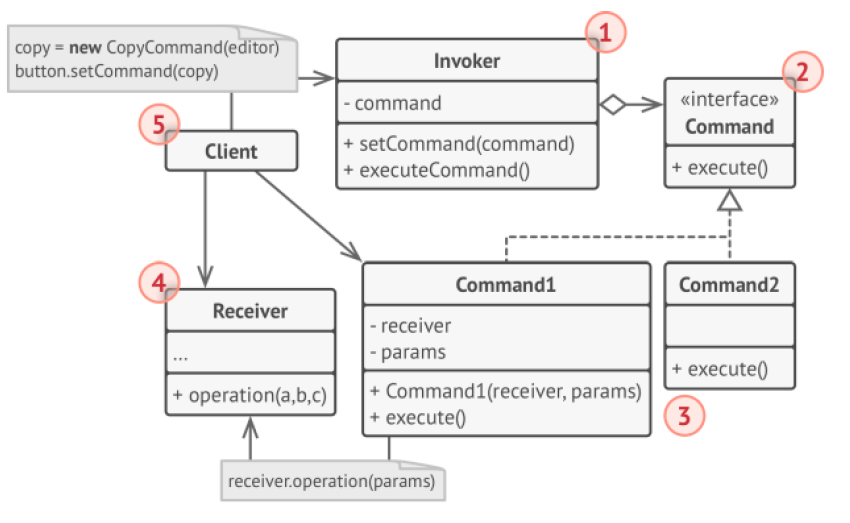 copy = new CopyCommand(editor)
button.setCommand(copy)
1
Invoker
- command
+ setCommand(command)
+ executeCommand()
2
«interface»
Command
+ execute()
5
Client
4
Receiver
...
+ operation(a,b,c)
Command1
- receiver
- params
+ Command1(receiver, params)
+ execute()
Command2
+ execute()
3
receiver.operation(params)